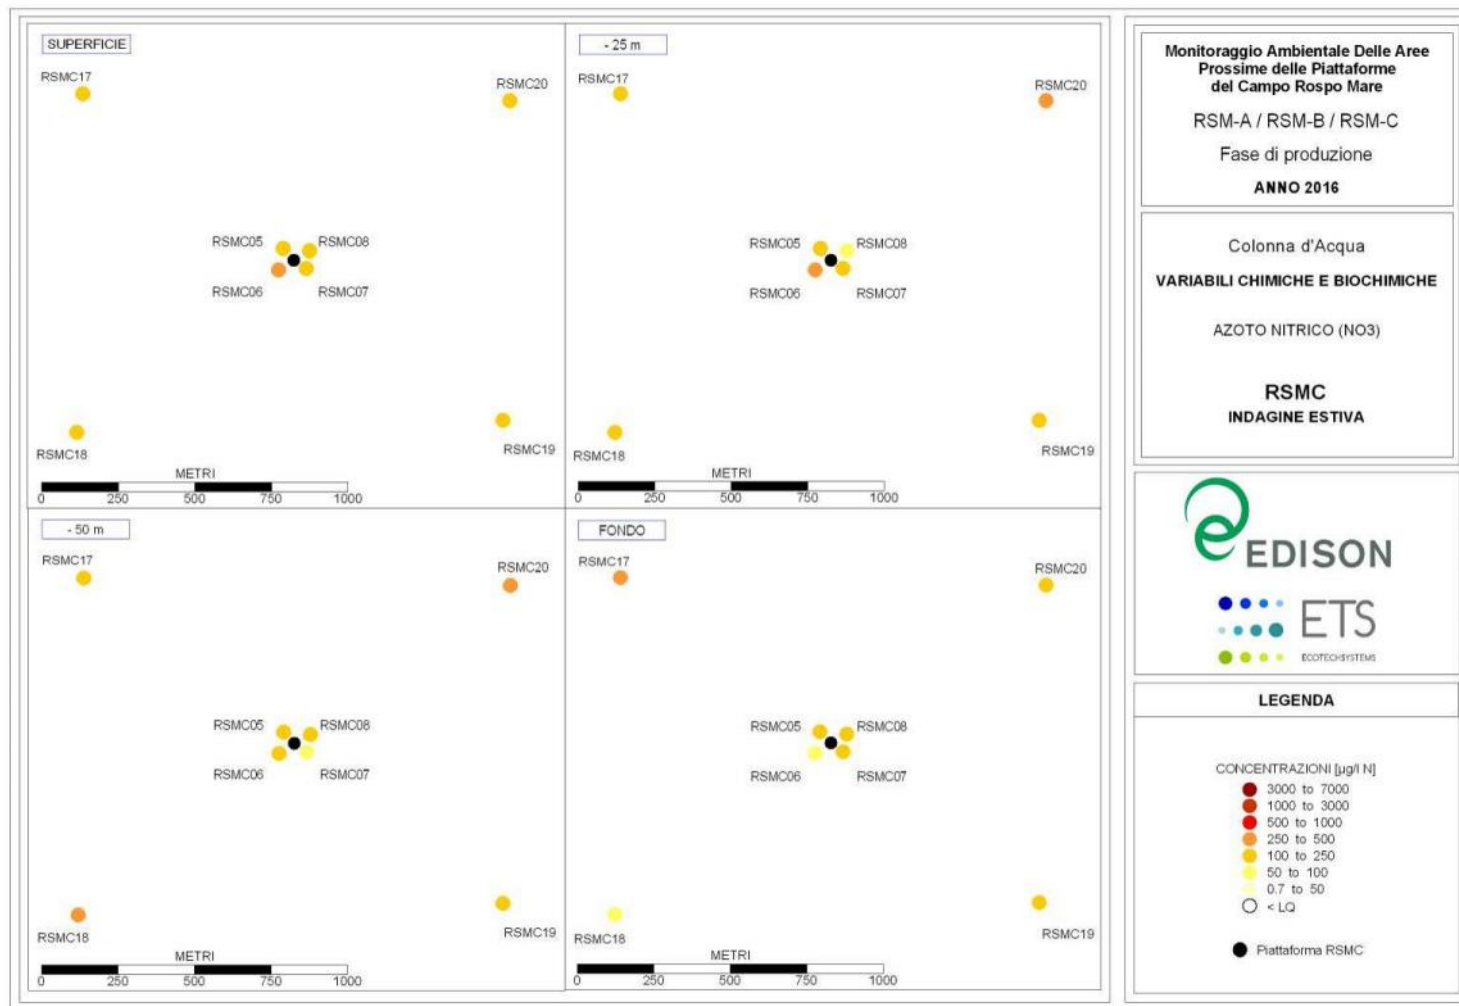 SUPERFICIE
RSMC17
RSMC20
RSMC05
RSMC08
RSMC06
RSMC07
RSMC18
RSMC19
METRI
0 250 500 750 1000
- 25 m
RSMC17
RSMC20
RSMC05
RSMC08
RSMC06
RSMC07
RSMC18
RSMC19
METRI
0 250 500 750 1000
- 50 m
RSMC17
RSMC20
RSMC05
RSMC08
RSMC06
RSMC07
RSMC18
RSMC19
METRI
0 250 500 750 1000
FONDO
RSMC17
RSMC20
RSMC05
RSMC08
RSMC06
RSMC07
RSMC18
RSMC19
METRI
0 250 500 750 1000
Monitoraggio Ambientale Delle Aree
Prossime delle Piattaforme
del Campo Rospo Mare
RSM-A / RSM-B / RSM-C
Fase di produzione
ANNO 2016
Colonna d'Acqua
VARIABILI CHIMICHE E BIOCHIMICHE
AZOTO NITRICO (NO3)
RSMC
INDAGINE ESTIVA
EDISON
ETS
ECOTECHSYSTEMS
LEGENDA
CONCENTRAZIONI [µg/l N]
3000 to 7000
1000 to 3000
500 to 1000
250 to 500
100 to 250
50 to 100
0.7 to 50
< LQ
Piattaforma RSMC